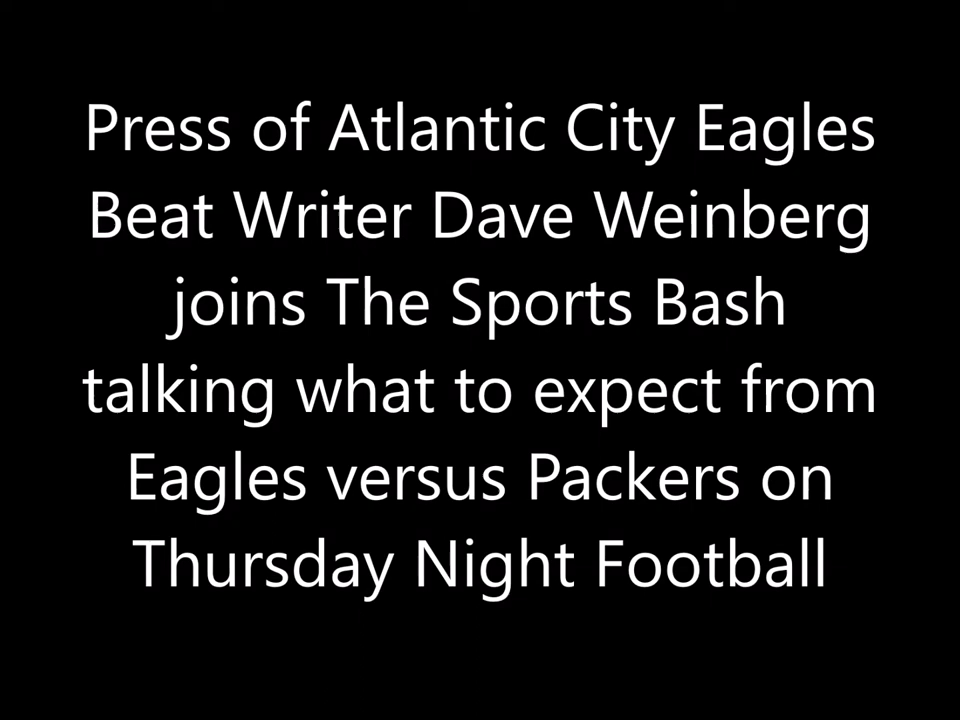 Press of Atlantic City Eagles
Beat Writer Dave Weinberg
joins The Sports Bash
talking what to expect from
Eagles versus Packers on
Thursday Night Football